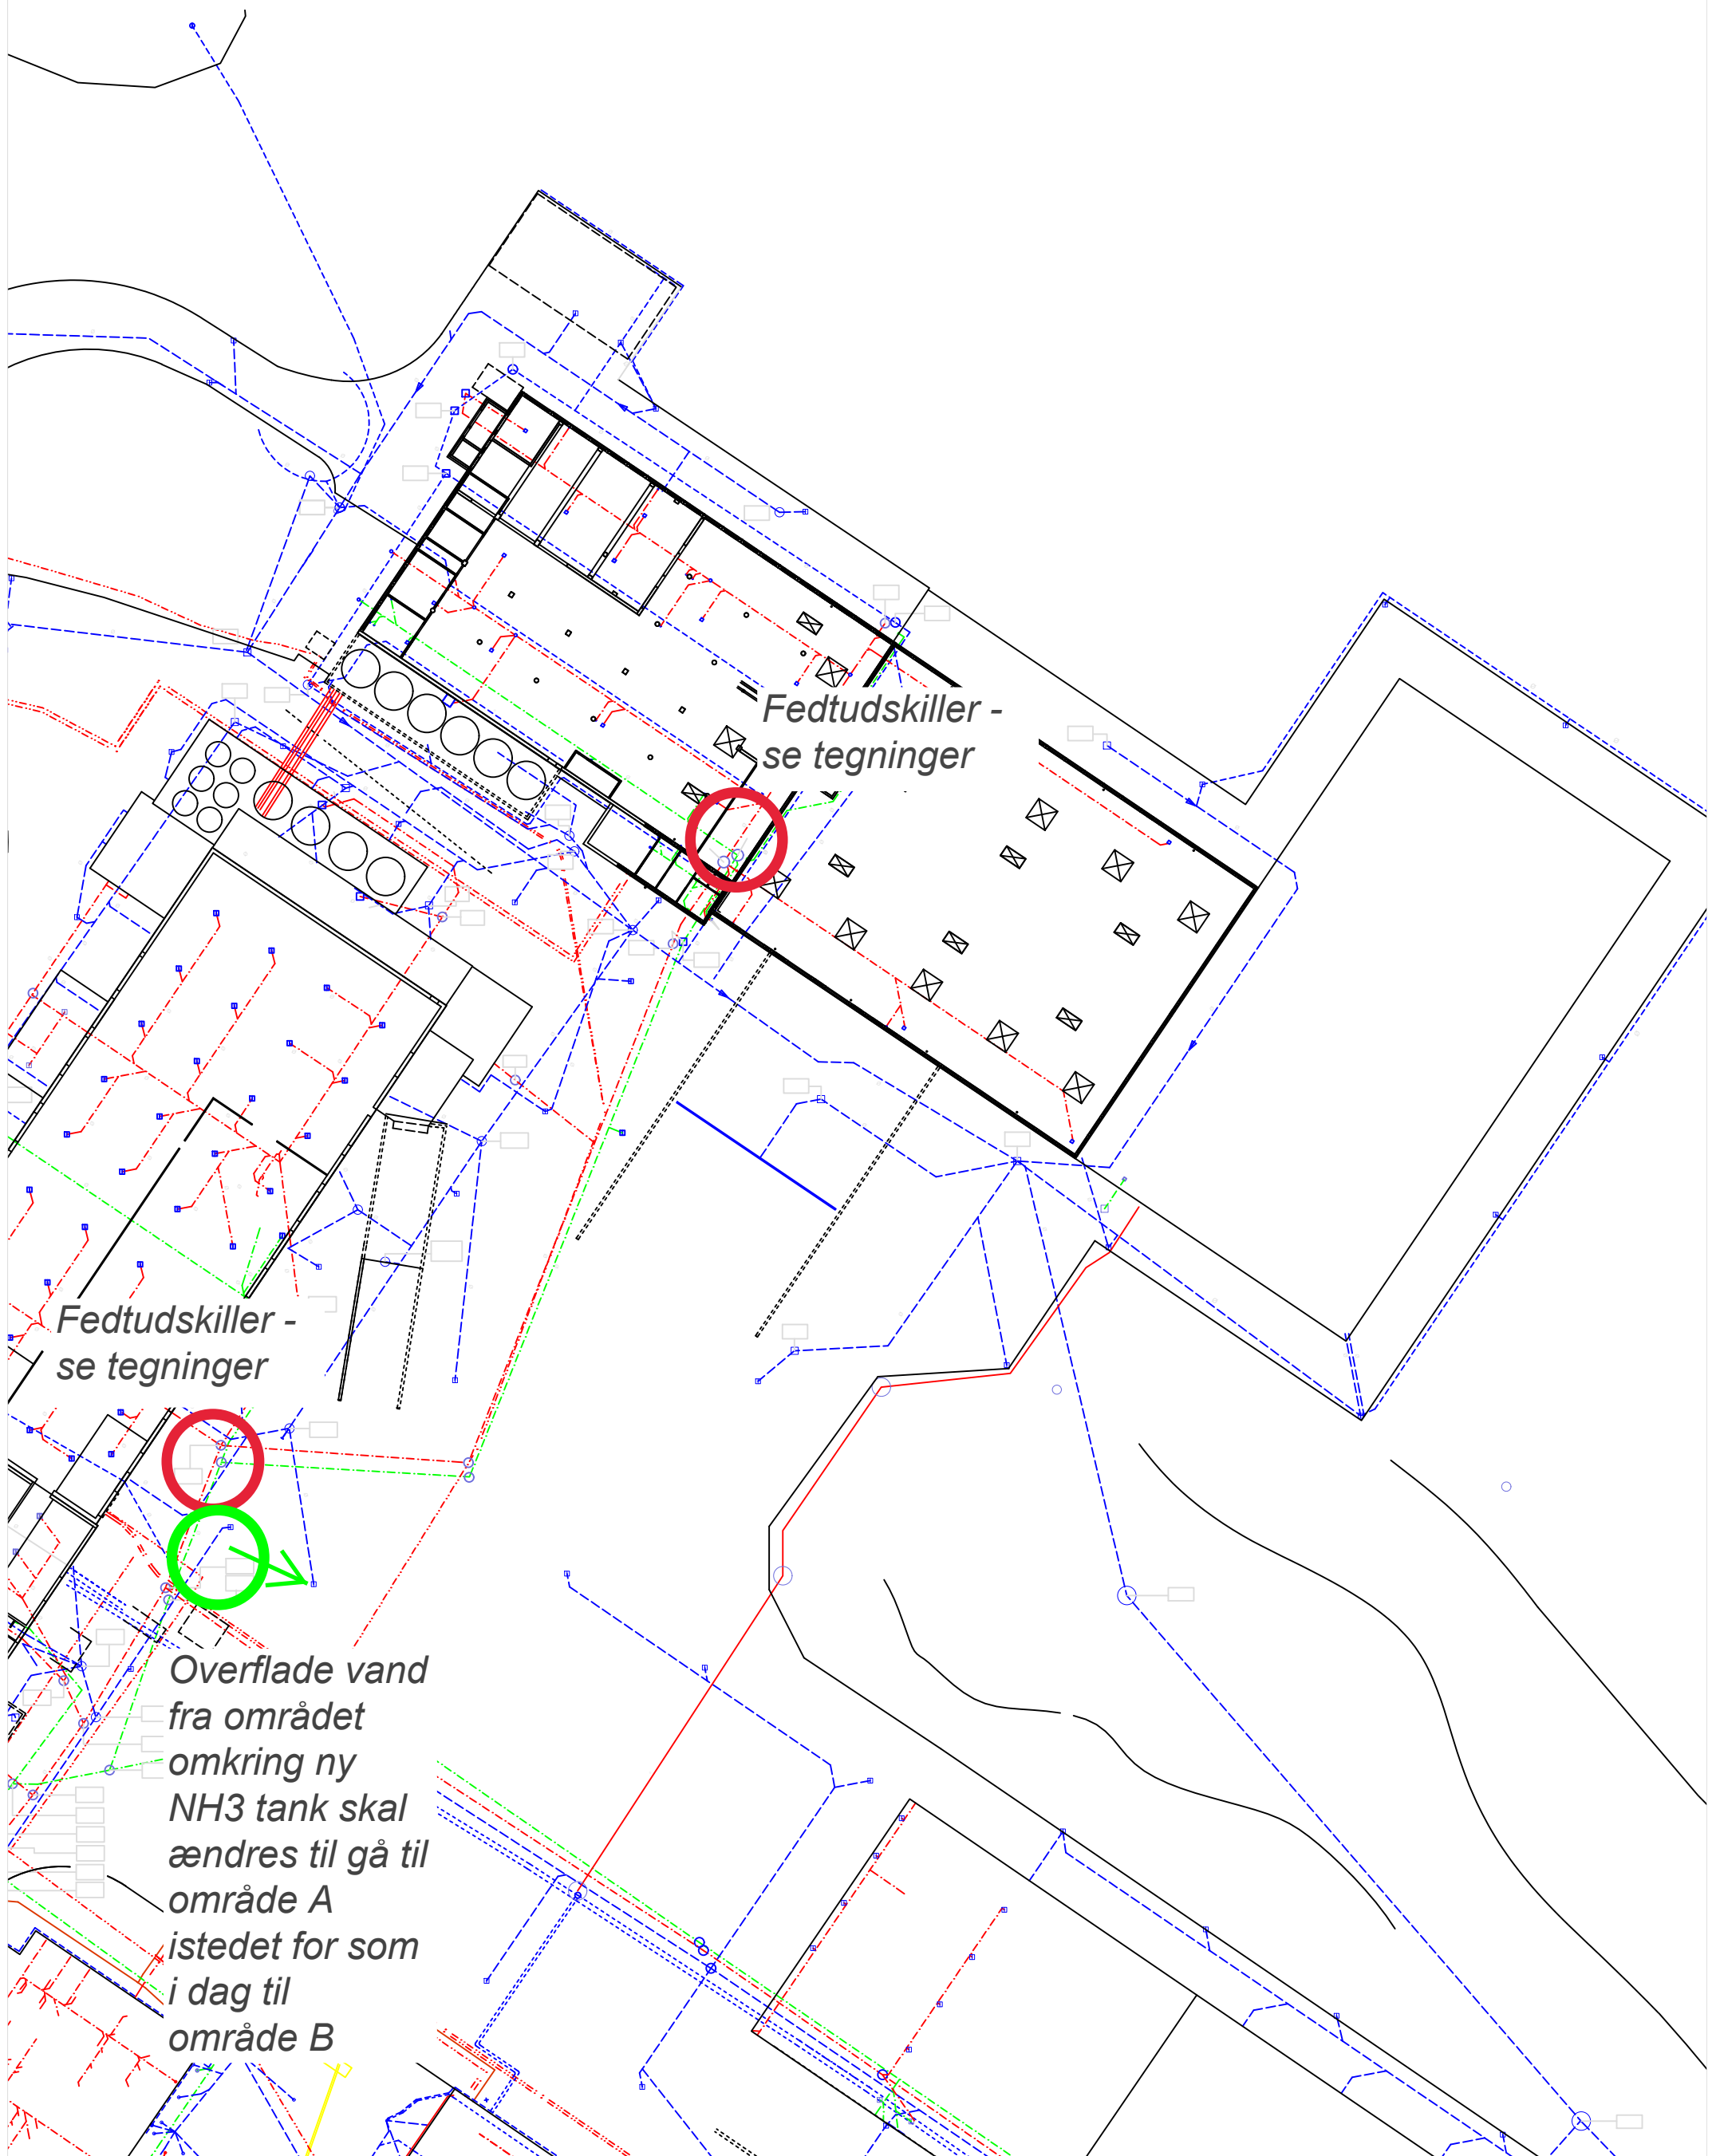 Fedtudskiller -
se tegninger
Fedtudskiller -
se tegninger
Overflade vand
fra området
omkring ny
NH3 tank skal
ændres til gå til
område A
istedet for som
i dag til
område B